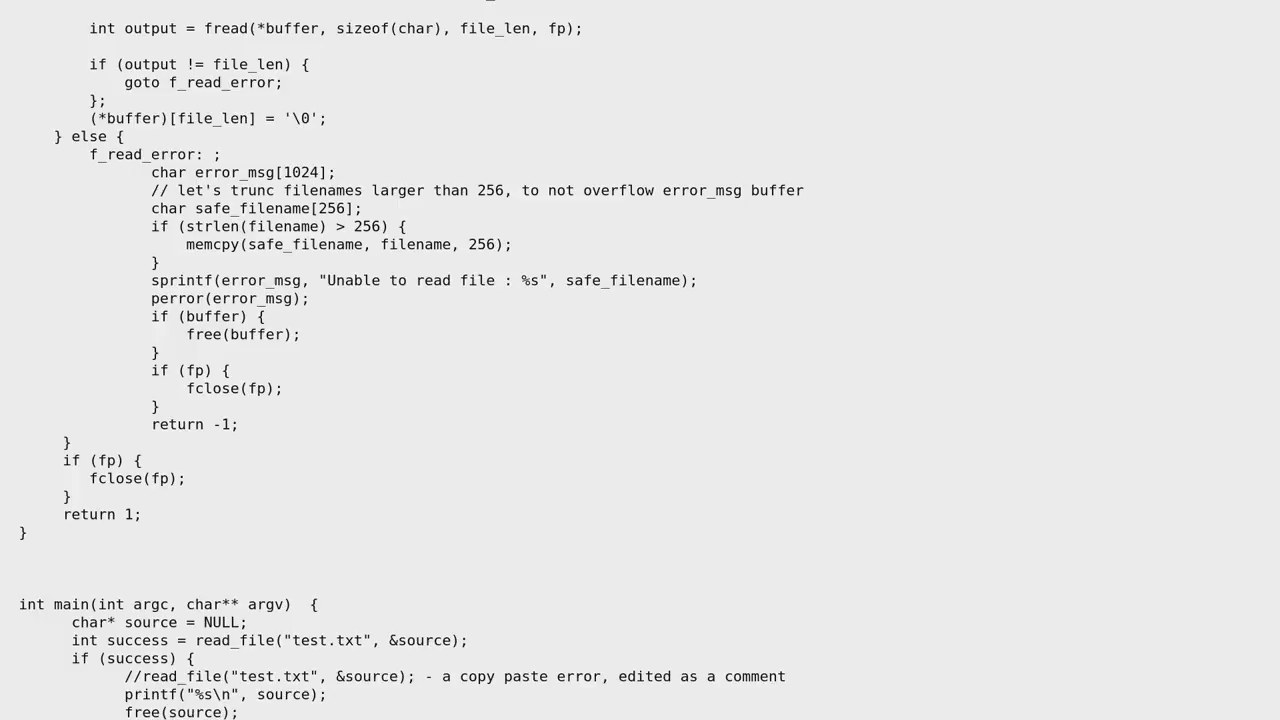 int output = fread(*buffer, sizeof(char), file_len, fp);
if (output != file_len) {
goto f_read_error;
};
(*buffer)[file_len] = '\0';
} else {
f_read_error: ;
char error_msg[1024];
// let's trunc filenames larger than 256, to not overflow error_msg buffer
char safe_filename[256];
if (strlen(filename) > 256) {
memcpy(safe_filename, filename, 256);
}
sprintf(error_msg, "Unable to read file : %s", safe_filename);
perror(error_msg);
if (buffer) {
free(buffer);
}
if (fp) {
fclose(fp);
}
return -1;
}
if (fp) {
fclose(fp);
}
return 1;
}
int main(int argc, char** argv)  {
char* source = NULL;
int success = read_file("test.txt", &source);
if (success) {
//read_file("test.txt", &source); - a copy paste error, edited as a comment
printf("%s\n", source);
free(source);